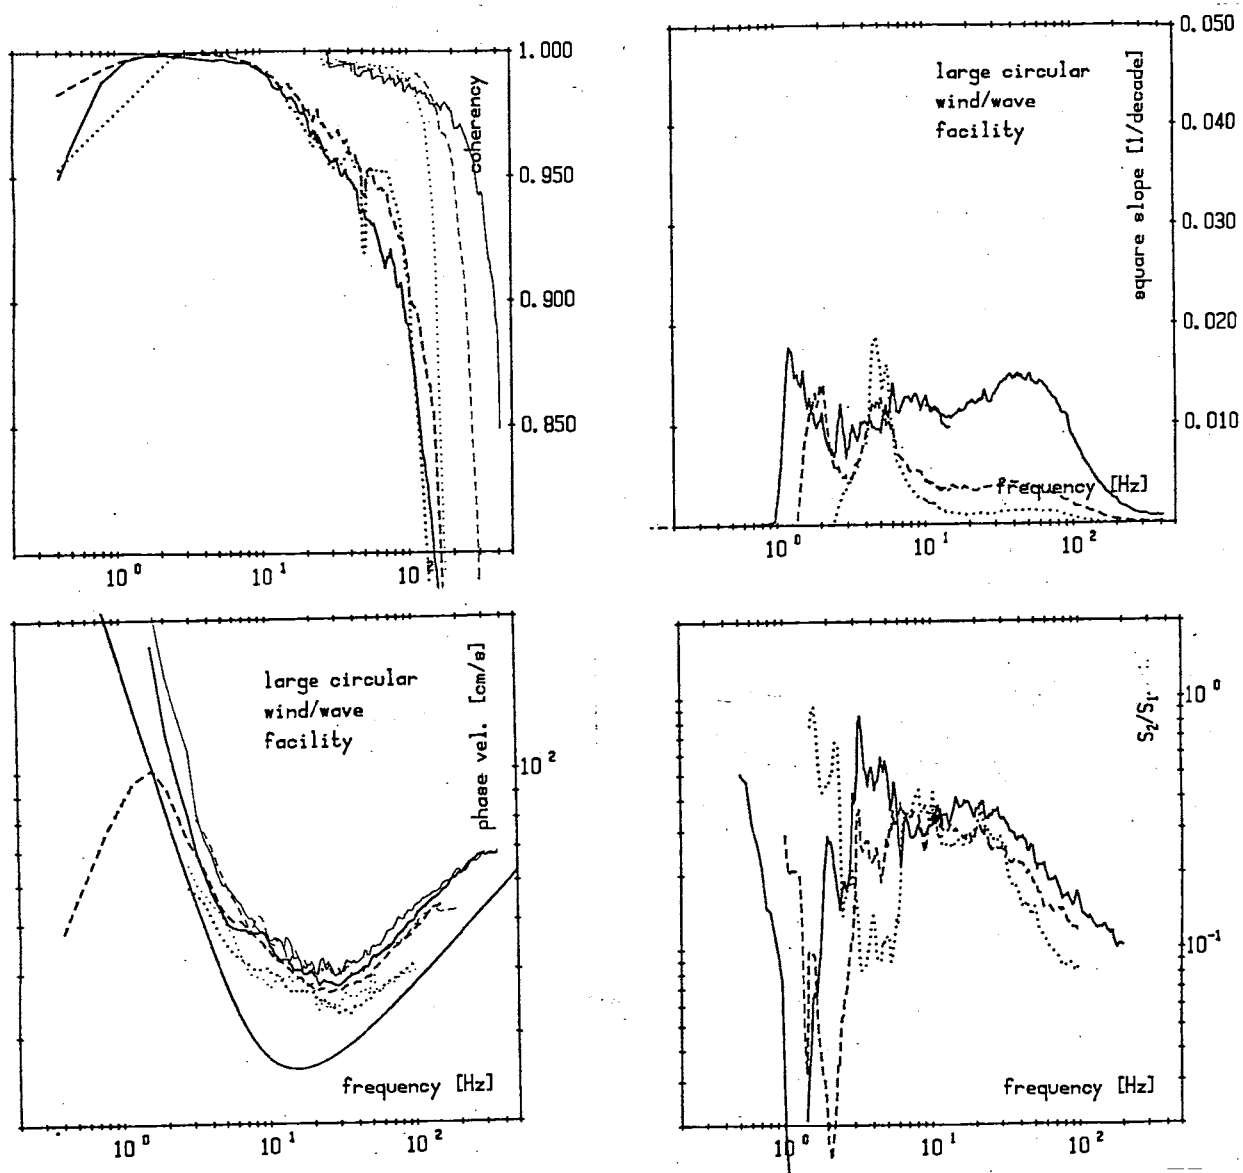 1.000
0.950
0.900
0.850
coherency
10⁰ 10¹ 10²
large circular
wind/wave
facility
square slope [1/decade]
0.050
0.040
0.030
0.020
0.010
frequency [Hz]
10⁰ 10¹ 10²
large circular
wind/wave
facility
phase vel. [cm/s]
10²
frequency [Hz]
10⁰ 10¹ 10²
S₂/S₁
10⁰
10⁻¹
frequency [Hz]
10⁰ 10¹ 10²